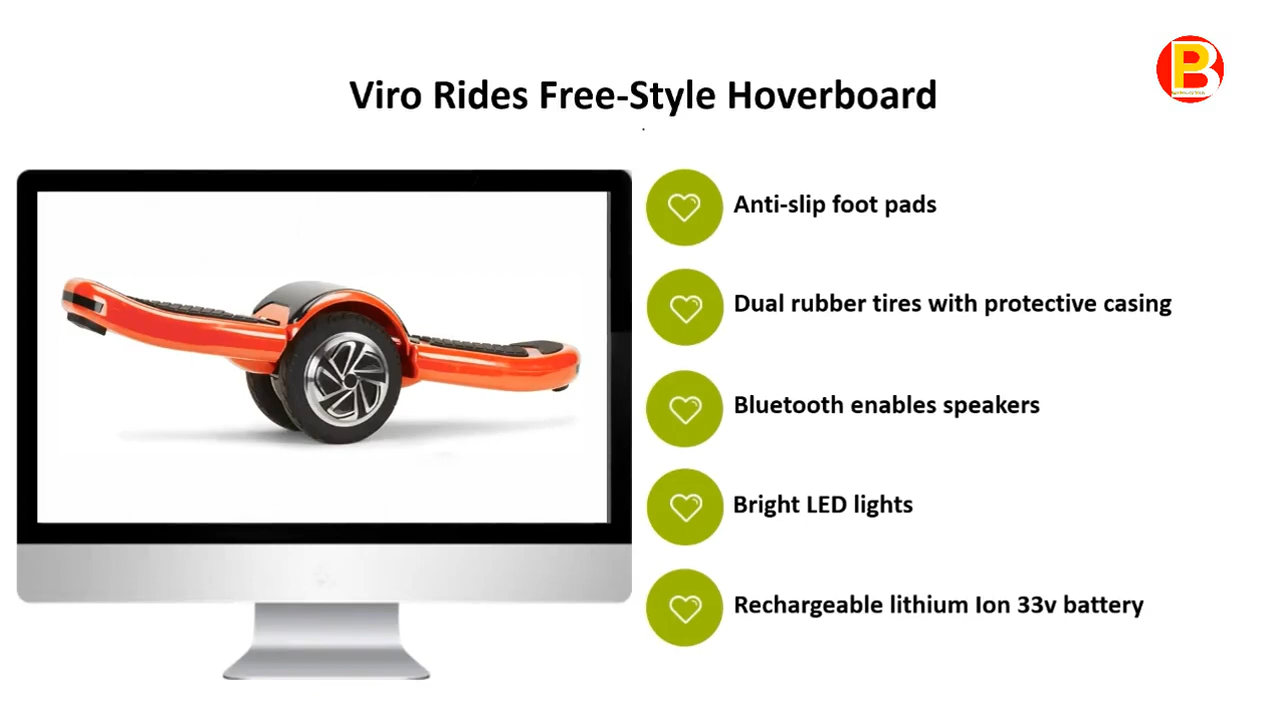 Viro Rides Free-Style Hoverboard
Anti-slip foot pads
Dual rubber tires with protective casing
Bluetooth enables speakers
Bright LED lights
Rechargeable lithium Ion 33v battery
PB